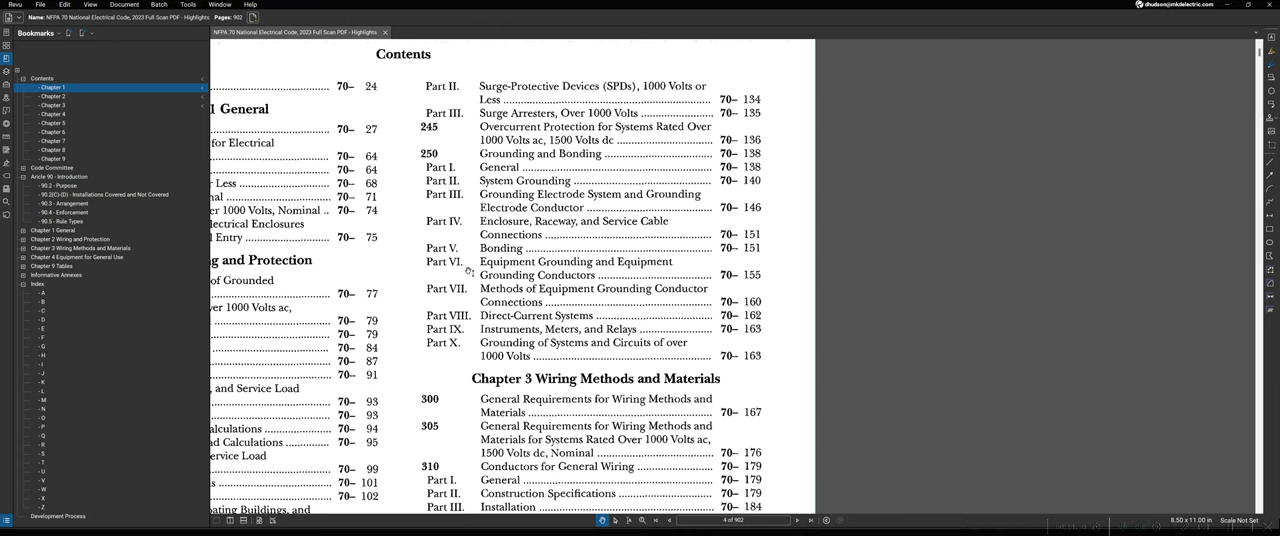 Revu File Edit View Document Batch Tools Window Help
dhudson@mkdelectric.com
Name: NFPA 70 National Electrical Code, 2023 Full Scan PDF - Highlights Pages: 902
Bookmarks
NFPA 70 National Electrical Code, 2023 Full Scan PDF - Highlights
Contents
Chapter 1
Chapter 2
Chapter 3
Chapter 4
Chapter 5
Chapter 6
Chapter 7
Chapter 8
Chapter 9
Code Committee
Aricle 90 - Introduction
90.2 - Purpose
90.2(C)-(D) - Installations Covered and Not Covered
90.3 - Arrangement
90.4 - Enforcement
90.5 - Rule Types
Chapter 1 General
Chapter 2 Wiring and Protection
Chapter 3 Wiring Methods and Materials
Chapter 4 Equipment for General Use
Chapter 9 Tables
Informative Annexes
Index
A
B
C
D
E
F
G
H
I
J
K
L
M
N
O
P
Q
R
S
T
U
V
W
X
Z
Development Process
Contents
70– 24
1 General
70– 27
for Electrical
70– 64
70– 64
r Less 70– 68
nal 70– 71
er 1000 Volts, Nominal .. 70– 74
lectrical Enclosures
l Entry 70– 75
ng and Protection
of Grounded
70– 77
er 1000 Volts ac,
70– 79
70– 79
70– 84
70– 87
70– 91
, and Service Load
70– 93
70– 93
alculations 70– 94
ad Calculations 70– 95
ervice Load
70– 99
s 70– 101
70– 102
oating Buildings, and
Part II. Surge-Protective Devices (SPDs), 1000 Volts or
Less 70– 134
Part III. Surge Arresters, Over 1000 Volts 70– 135
245 Overcurrent Protection for Systems Rated Over
1000 Volts ac, 1500 Volts dc 70– 136
250 Grounding and Bonding 70– 138
Part I. General 70– 138
Part II. System Grounding 70– 140
Part III. Grounding Electrode System and Grounding
Electrode Conductor 70– 146
Part IV. Enclosure, Raceway, and Service Cable
Connections 70– 151
Part V. Bonding 70– 151
Part VI. Equipment Grounding and Equipment
Grounding Conductors 70– 155
Part VII. Methods of Equipment Grounding Conductor
Connections 70– 160
Part VIII. Direct-Current Systems 70– 162
Part IX. Instruments, Meters, and Relays 70– 163
Part X. Grounding of Systems and Circuits of over
1000 Volts 70– 163
Chapter 3 Wiring Methods and Materials
300 General Requirements for Wiring Methods and
Materials 70– 167
305 General Requirements for Wiring Methods and
Materials for Systems Rated Over 1000 Volts ac,
1500 Volts dc, Nominal 70– 176
310 Conductors for General Wiring 70– 179
Part I. General 70– 179
Part II. Construction Specifications 70– 179
Part III. Installation 70– 184
4 of 902
8.50 x 11.00 in Scale Not Set